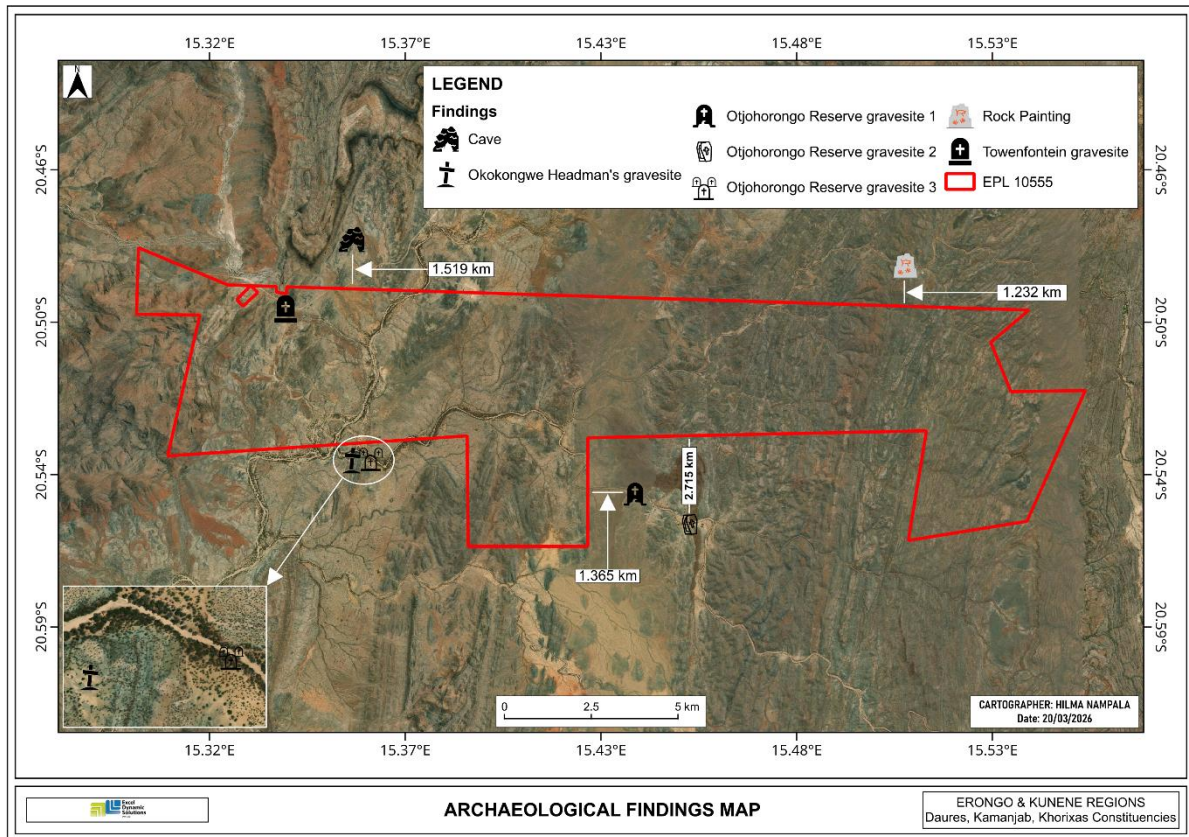 15.32°E 15.37°E 15.43°E 15.48°E 15.53°E
LEGEND
Findings
Cave
Okokongwe Headman's gravesite
Otjohorongo Reserve gravesite 1
Otjohorongo Reserve gravesite 2
Otjohorongo Reserve gravesite 3
Rock Painting
Towenfontein gravesite
EPL 10555
20.46°S
20.46°S
1.519 km
1.232 km
20.50°S
20.50°S
20.54°S
20.54°S
2.715 km
1.365 km
20.59°S
20.59°S
0 2.5 5 km
CARTOGRAPHER: HILMA NAMPALA
Date: 20/03/2026
15.32°E 15.37°E 15.43°E 15.48°E 15.53°E
Excel
Dynamic
Solutions
ARCHAEOLOGICAL FINDINGS MAP
ERONGO & KUNENE REGIONS
Daures, Kamanjab, Khorixas Constituencies